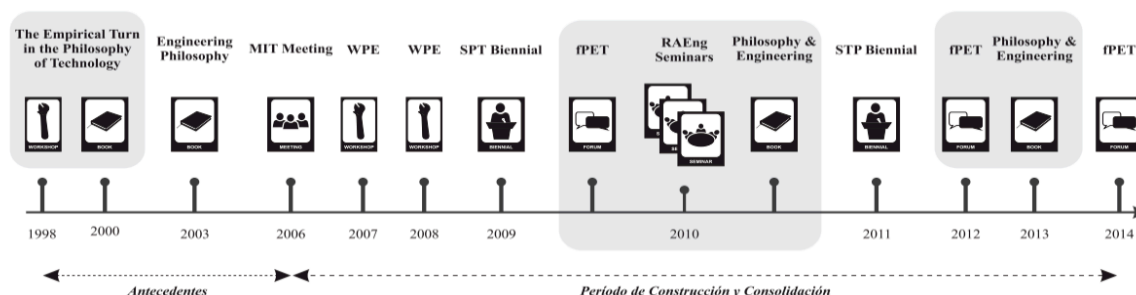 The Empirical Turn
in the Philosophy
of Technology
Engineering
Philosophy
MIT Meeting
WPE
WPE
SPT Biennial
fPET
RAEng
Seminars
Philosophy &
Engineering
STP Biennial
fPET
Philosophy &
Engineering
fPET
WORKSHOP
BOOK
BOOK
MEETING
WORKSHOP
WORKSHOP
BIENNIAL
FORUM
SEMINAR
BOOK
BIENNIAL
FORUM
BOOK
FORUM
1998
2000
2003
2006
2007
2008
2009
2010
2011
2012
2013
2014
Antecedentes
Período de Construcción y Consolidación